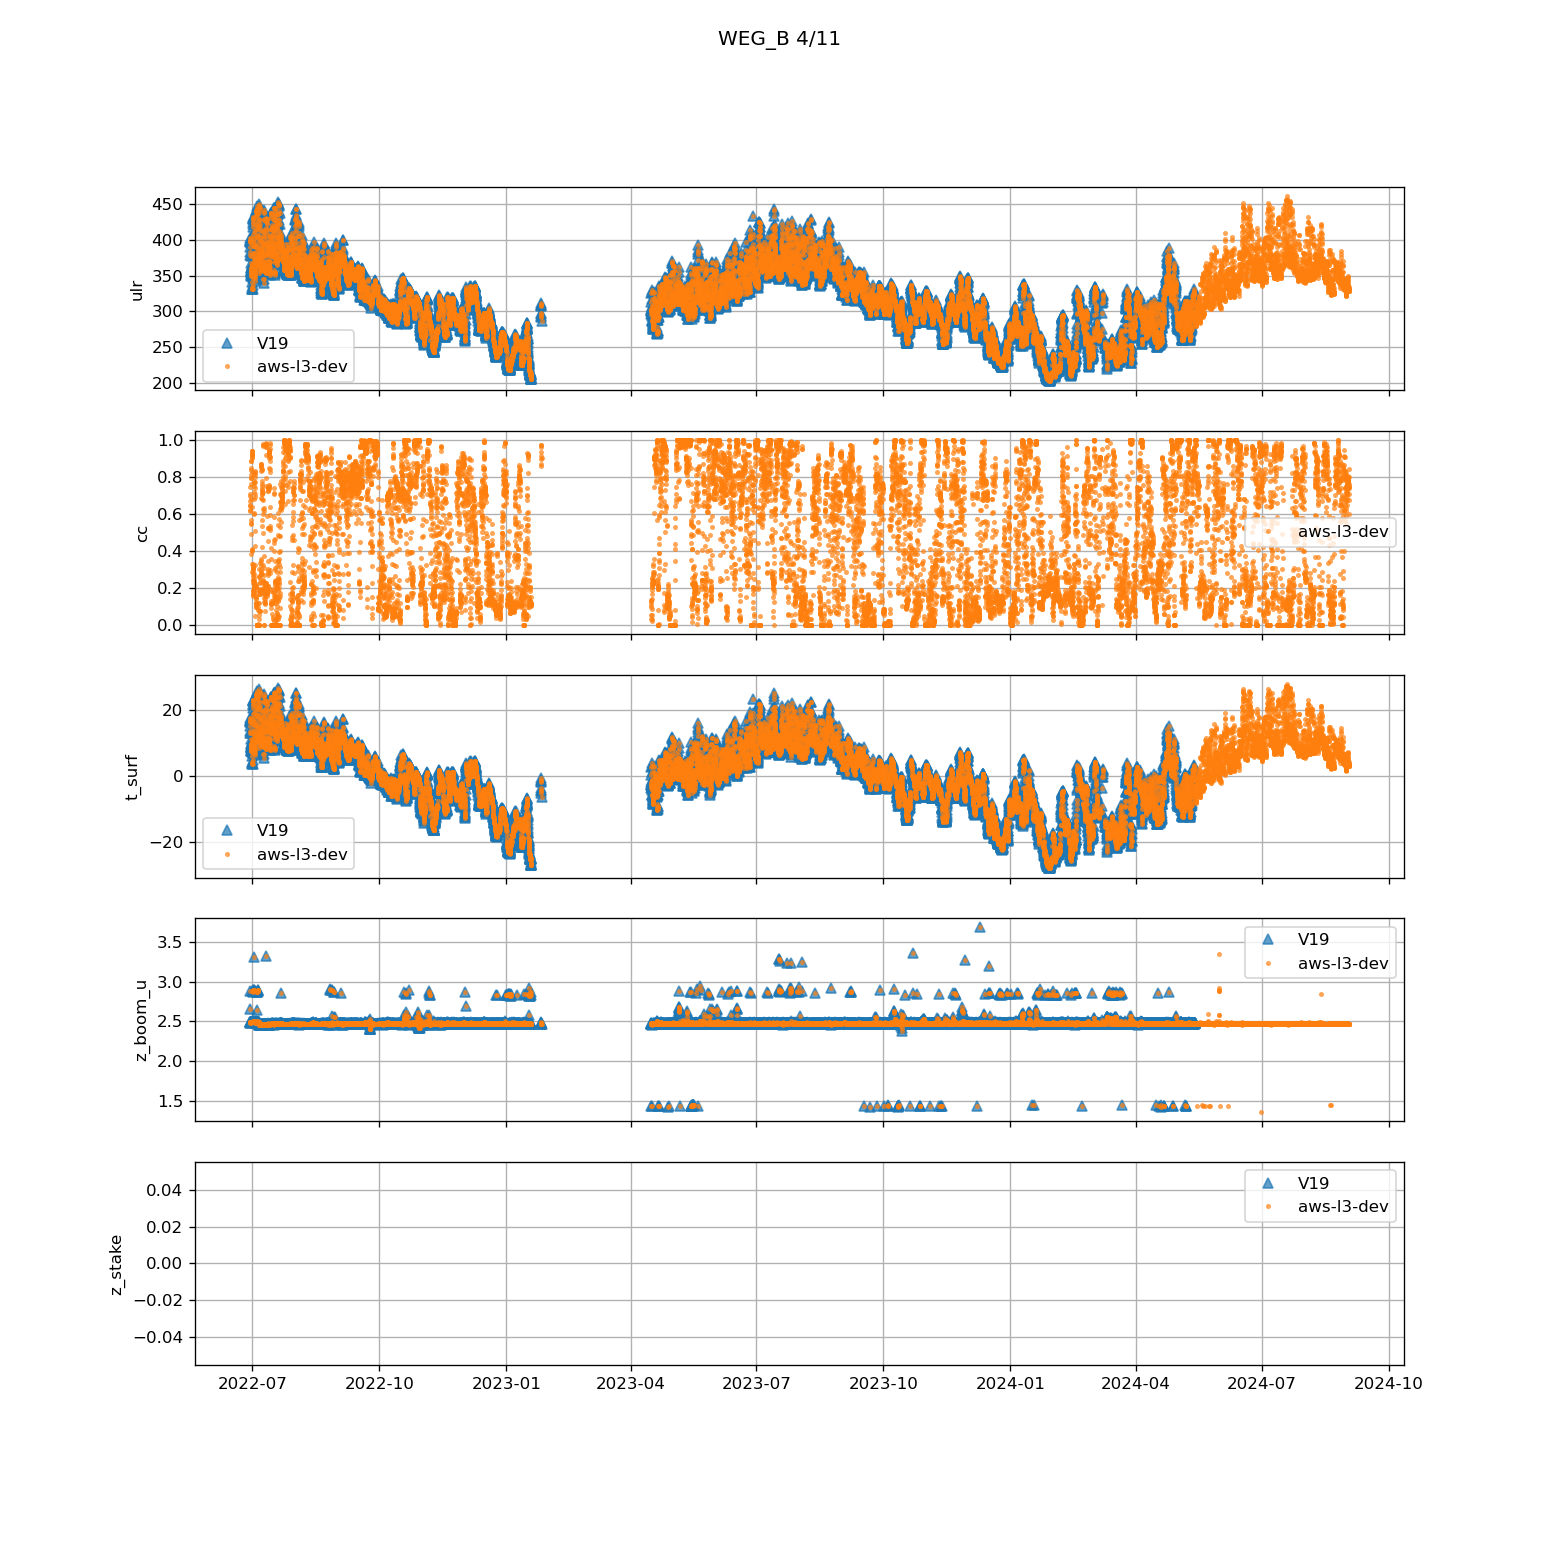 WEG_B 4/11
450
400
350
300
250
200
ulr
V19
aws-l3-dev
1.0
0.8
0.6
0.4
0.2
0.0
cc
aws-l3-dev
20
0
−20
t_surf
V19
aws-l3-dev
3.5
3.0
2.5
2.0
1.5
z_boom_u
V19
aws-l3-dev
0.04
0.02
0.00
−0.02
−0.04
z_stake
V19
aws-l3-dev
2022-07 2022-10 2023-01 2023-04 2023-07 2023-10 2024-01 2024-04 2024-07 2024-10